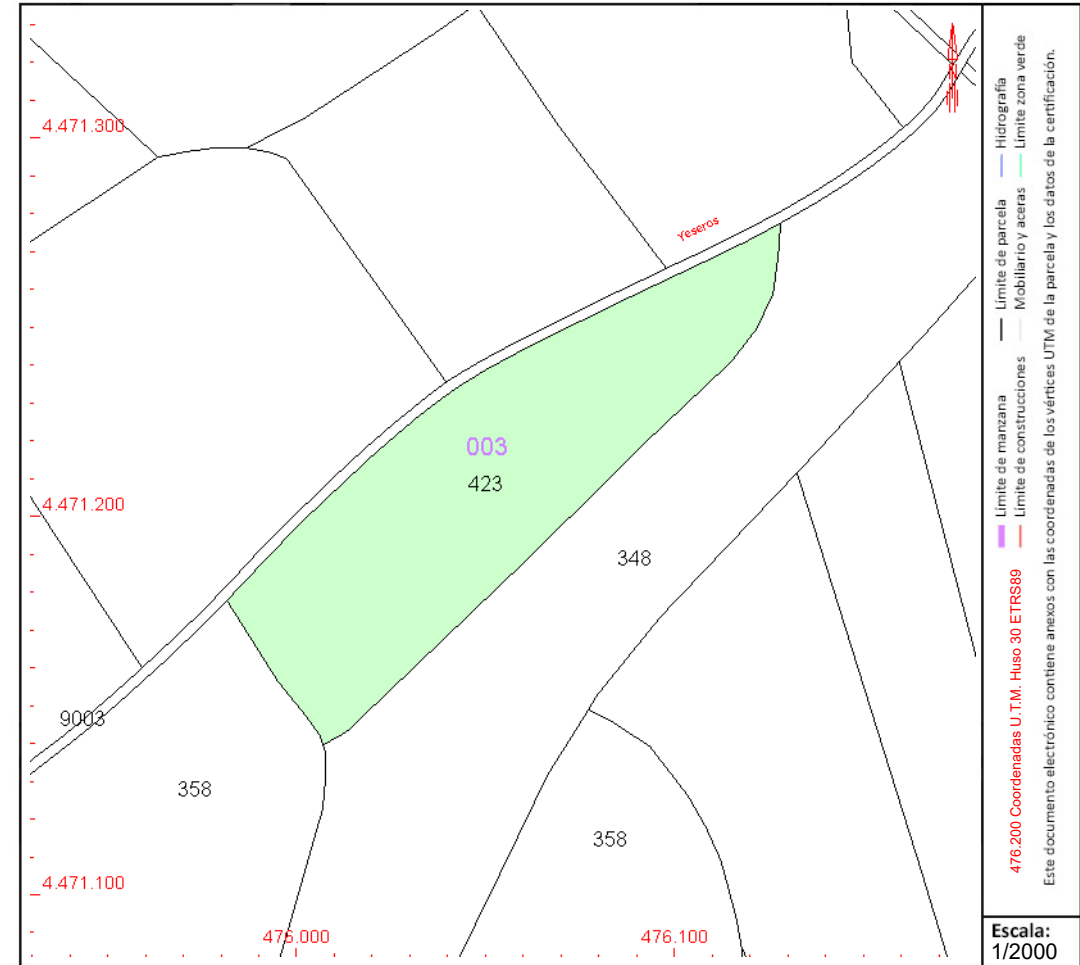 4.471.300
Yeseros
003
423
4.471.200
348
9003
358
358
4.471.100
475.000
476.100
Límite de manzana
Límite de parcela
Hidrografía
476.200 Coordenadas U.T.M. Huso 30 ETRS89
Límite de construcciones
Mobiliario y aceras
Límite zona verde
Este documento electrónico contiene anexos con las coordenadas de los vértices UTM de la parcela y los datos de la certificación.
Escala:
1/2000